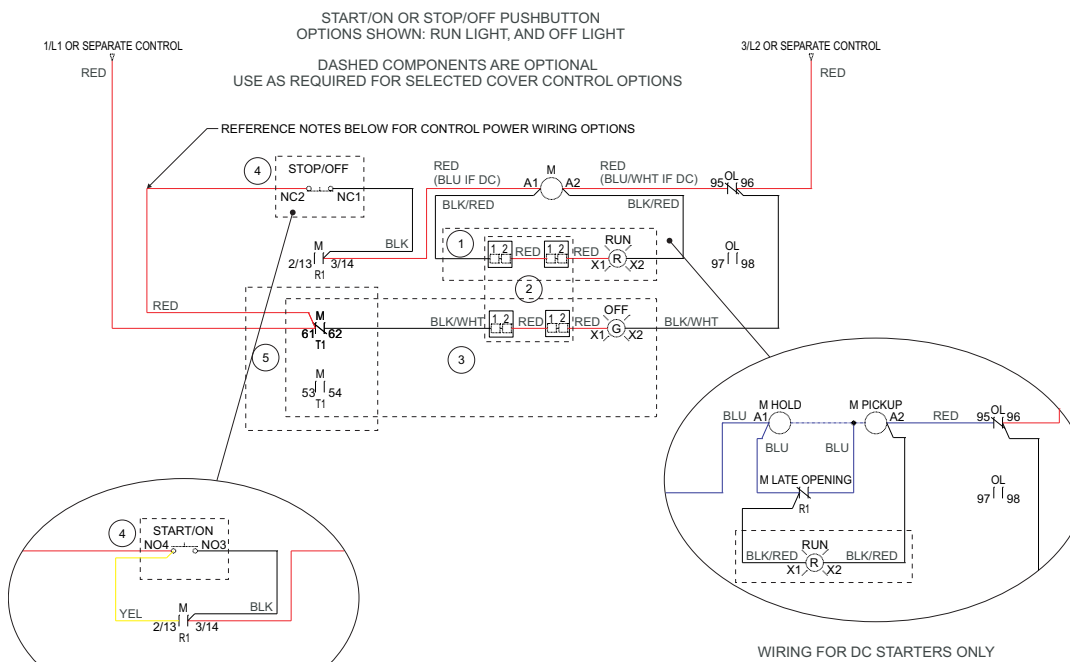 START/ON OR STOP/OFF PUSHBUTTON
OPTIONS SHOWN: RUN LIGHT, AND OFF LIGHT
1/L1 OR SEPARATE CONTROL
3/L2 OR SEPARATE CONTROL
RED
RED
DASHED COMPONENTS ARE OPTIONAL
USE AS REQUIRED FOR SELECTED COVER CONTROL OPTIONS
REFERENCE NOTES BELOW FOR CONTROL POWER WIRING OPTIONS
4
STOP/OFF
NC2 NC1
RED
(BLU IF DC)
M
A1 A2
RED
(BLU/WHT IF DC)
OL
95 96
BLK/RED
BLK/RED
M
2/13 3/14
R1
BLK
1
1 2
RED
1 2
RED
RUN
R
X1 X2
OL
97 98
2
RED
M
61 62
T1
BLK/WHT
1 2
RED
1 2
RED
OFF
G
X1 X2
BLK/WHT
5
3
M
53 54
T1
4
START/ON
NO4 NO3
YEL
M
2/13 3/14
R1
BLK
BLU
M HOLD
A1
M PICKUP
A2
RED
OL
95 96
BLU
BLU
M LATE OPENING
R1
OL
97 98
BLK/RED
RUN
R
X1 X2
BLK/RED
WIRING FOR DC STARTERS ONLY